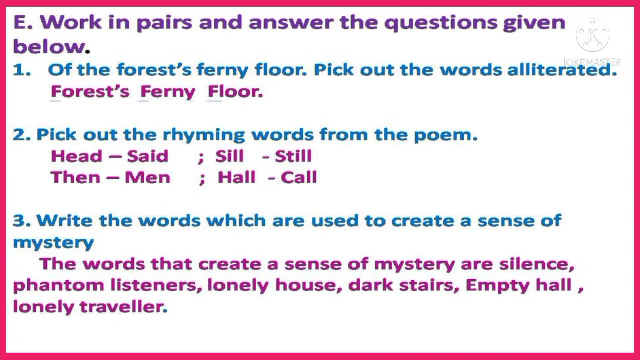 E. Work in pairs and answer the questions given
below.
1. Of the forest's ferny floor. Pick out the words alliterated.
Forest's Ferny Floor.
2. Pick out the rhyming words from the poem.
Head – Said ; Sill - Still
Then – Men ; Hall - Call
3. Write the words which are used to create a sense of
mystery
The words that create a sense of mystery are silence,
phantom listeners, lonely house, dark stairs, Empty hall ,
lonely traveller.
K
KINEMASTER